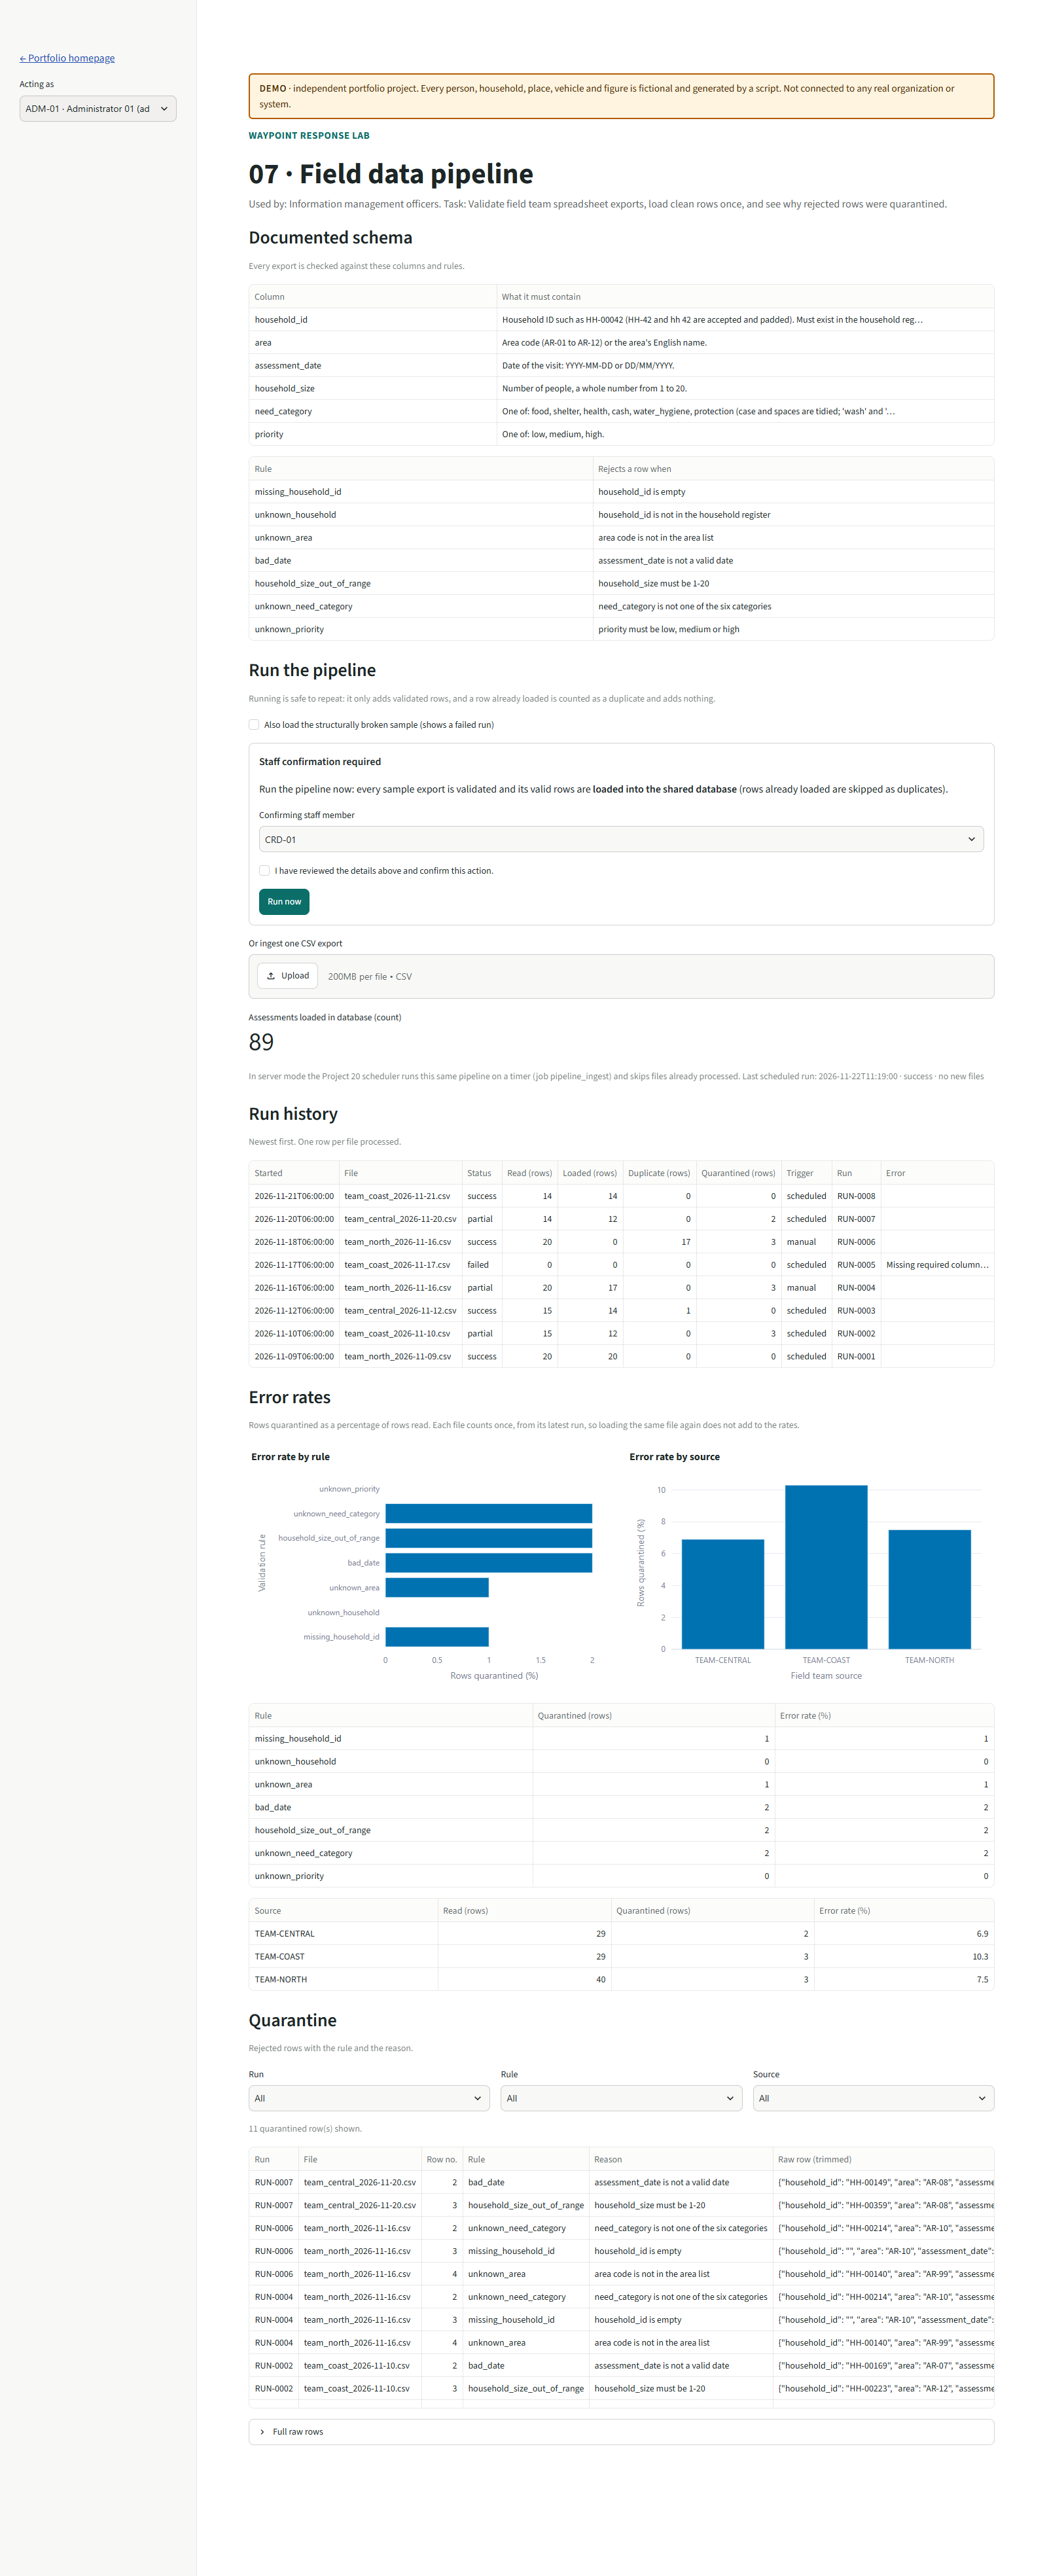 ← Portfolio homepage
Acting as
ADM-01 · Administrator 01 (ad
DEMO · independent portfolio project. Every person, household, place, vehicle and figure is fictional and generated by a script. Not connected to any real organization or
system.
WAYPOINT RESPONSE LAB
07 · Field data pipeline
Used by: Information management officers. Task: Validate field team spreadsheet exports, load clean rows once, and see why rejected rows were quarantined.
Documented schema
Every export is checked against these columns and rules.
Column What it must contain
household_id Household ID such as HH-00042 (HH-42 and hh 42 are accepted and padded). Must exist in the household reg…
area Area code (AR-01 to AR-12) or the area's English name.
assessment_date Date of the visit: YYYY-MM-DD or DD/MM/YYYY.
household_size Number of people, a whole number from 1 to 20.
need_category One of: food, shelter, health, cash, water_hygiene, protection (case and spaces are tidied; 'wash' and '…
priority One of: low, medium, high.
Rule Rejects a row when
missing_household_id household_id is empty
unknown_household household_id is not in the household register
unknown_area area code is not in the area list
bad_date assessment_date is not a valid date
household_size_out_of_range household_size must be 1-20
unknown_need_category need_category is not one of the six categories
unknown_priority priority must be low, medium or high
Run the pipeline
Running is safe to repeat: it only adds validated rows, and a row already loaded is counted as a duplicate and adds nothing.
Also load the structurally broken sample (shows a failed run)
Staff confirmation required
Run the pipeline now: every sample export is validated and its valid rows are loaded into the shared database (rows already loaded are skipped as duplicates).
Confirming staff member
CRD-01
I have reviewed the details above and confirm this action.
Run now
Or ingest one CSV export
Upload 200MB per file • CSV
Assessments loaded in database (count)
89
In server mode the Project 20 scheduler runs this same pipeline on a timer (job pipeline_ingest) and skips files already processed. Last scheduled run: 2026-11-22T11:19:00 · success · no new files
Run history
Newest first. One row per file processed.
Started File Status Read (rows) Loaded (rows) Duplicate (rows) Quarantined (rows) Trigger Run Error
2026-11-21T06:00:00 team_coast_2026-11-21.csv success 14 14 0 0 scheduled RUN-0008
2026-11-20T06:00:00 team_central_2026-11-20.csv partial 14 12 0 2 scheduled RUN-0007
2026-11-18T06:00:00 team_north_2026-11-16.csv success 20 0 17 3 manual RUN-0006
2026-11-17T06:00:00 team_coast_2026-11-17.csv failed 0 0 0 0 scheduled RUN-0005 Missing required column…
2026-11-16T06:00:00 team_north_2026-11-16.csv partial 20 17 0 3 manual RUN-0004
2026-11-12T06:00:00 team_central_2026-11-12.csv success 15 14 1 0 scheduled RUN-0003
2026-11-10T06:00:00 team_coast_2026-11-10.csv partial 15 12 0 3 scheduled RUN-0002
2026-11-09T06:00:00 team_north_2026-11-09.csv success 20 20 0 0 scheduled RUN-0001
Error rates
Rows quarantined as a percentage of rows read. Each file counts once, from its latest run, so loading the same file again does not add to the rates.
Error rate by rule
Validation rule
unknown_priority
unknown_need_category
household_size_out_of_range
bad_date
unknown_area
unknown_household
missing_household_id
0 0.5 1 1.5 2
Rows quarantined (%)
Error rate by source
Rows quarantined (%)
10
8
6
4
2
0
TEAM-CENTRAL TEAM-COAST TEAM-NORTH
Field team source
Rule Quarantined (rows) Error rate (%)
missing_household_id 1 1
unknown_household 0 0
unknown_area 1 1
bad_date 2 2
household_size_out_of_range 2 2
unknown_need_category 2 2
unknown_priority 0 0
Source Read (rows) Quarantined (rows) Error rate (%)
TEAM-CENTRAL 29 2 6.9
TEAM-COAST 29 3 10.3
TEAM-NORTH 40 3 7.5
Quarantine
Rejected rows with the rule and the reason.
Run Rule Source
All All All
11 quarantined row(s) shown.
Run File Row no. Rule Reason Raw row (trimmed)
RUN-0007 team_central_2026-11-20.csv 2 bad_date assessment_date is not a valid date {"household_id": "HH-00149", "area": "AR-08", "assessme
RUN-0007 team_central_2026-11-20.csv 3 household_size_out_of_range household_size must be 1-20 {"household_id": "HH-00359", "area": "AR-08", "assessme
RUN-0006 team_north_2026-11-16.csv 2 unknown_need_category need_category is not one of the six categories {"household_id": "HH-00214", "area": "AR-10", "assessme
RUN-0006 team_north_2026-11-16.csv 3 missing_household_id household_id is empty {"household_id": "", "area": "AR-10", "assessment_date":
RUN-0006 team_north_2026-11-16.csv 4 unknown_area area code is not in the area list {"household_id": "HH-00140", "area": "AR-99", "assessme
RUN-0004 team_north_2026-11-16.csv 2 unknown_need_category need_category is not one of the six categories {"household_id": "HH-00214", "area": "AR-10", "assessme
RUN-0004 team_north_2026-11-16.csv 3 missing_household_id household_id is empty {"household_id": "", "area": "AR-10", "assessment_date":
RUN-0004 team_north_2026-11-16.csv 4 unknown_area area code is not in the area list {"household_id": "HH-00140", "area": "AR-99", "assessme
RUN-0002 team_coast_2026-11-10.csv 2 bad_date assessment_date is not a valid date {"household_id": "HH-00169", "area": "AR-07", "assessme
RUN-0002 team_coast_2026-11-10.csv 3 household_size_out_of_range household_size must be 1-20 {"household_id": "HH-00223", "area": "AR-12", "assessme
Full raw rows